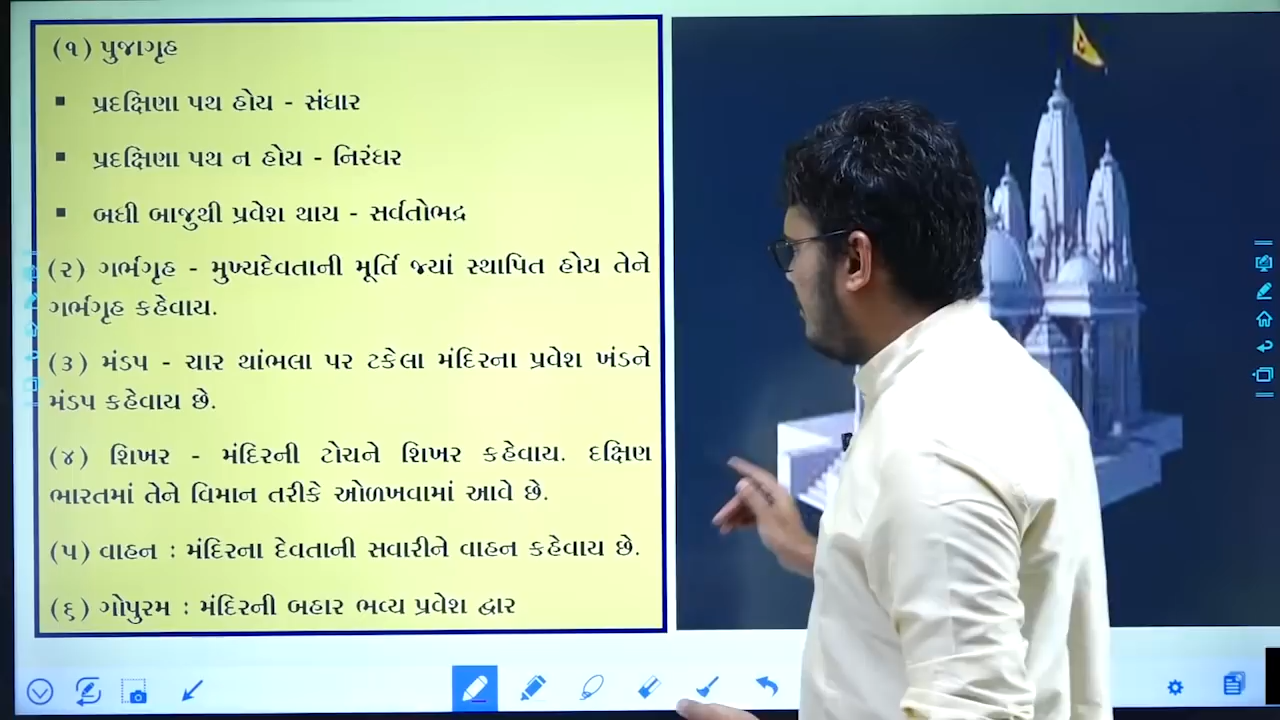 (૧) પુજાગૃહ
▪ પ્રદક્ષિણા પથ હોય - સંધાર
▪ પ્રદક્ષિણા પથ ન હોય - નિરંધર
▪ બધી બાજુથી પ્રવેશ થાય - સર્વતોભદ્ર
(૨) ગર્ભગૃહ - મુખ્યદેવતાની મૂર્તિ જ્યાં સ્થાપિત હોય તેને
ગર્ભગૃહ કહેવાય.
(૩) મંડપ - ચાર થાંભલા પર ટકેલા મંદિરના પ્રવેશ ખંડને
મંડપ કહેવાય છે.
(૪) શિખર - મંદિરની ટોચને શિખર કહેવાય. દક્ષિણ
ભારતમાં તેને વિમાન તરીકે ઓળખવામાં આવે છે.
(૫) વાહન : મંદિરના દેવતાની સવારીને વાહન કહેવાય છે.
(૬) ગોપુરમ : મંદિરની બહાર ભવ્ય પ્રવેશ દ્વાર